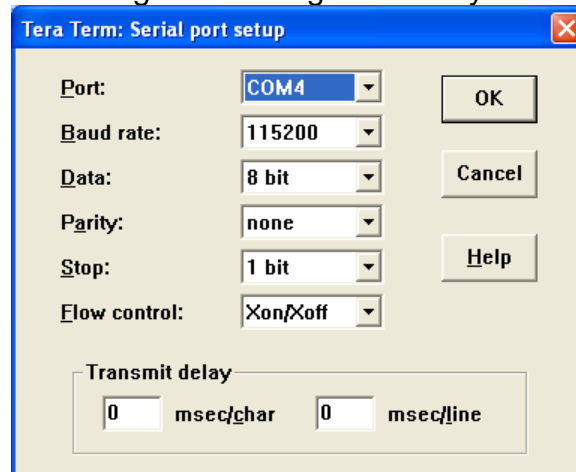 Tera Term: Serial port setup
Port: COM4
OK
Baud rate: 115200
Data: 8 bit
Cancel
Parity: none
Stop: 1 bit
Help
Flow control: Xon/Xoff
Transmit delay
0 msec/char 0 msec/line